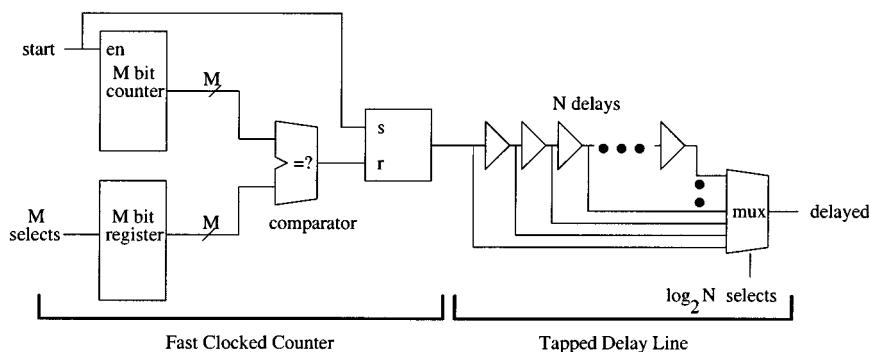 start
en
M bit
counter
M
M
selects
M bit
register
M
=?
comparator
s
r
N delays
mux
delayed
log2 N selects
Fast Clocked Counter
Tapped Delay Line